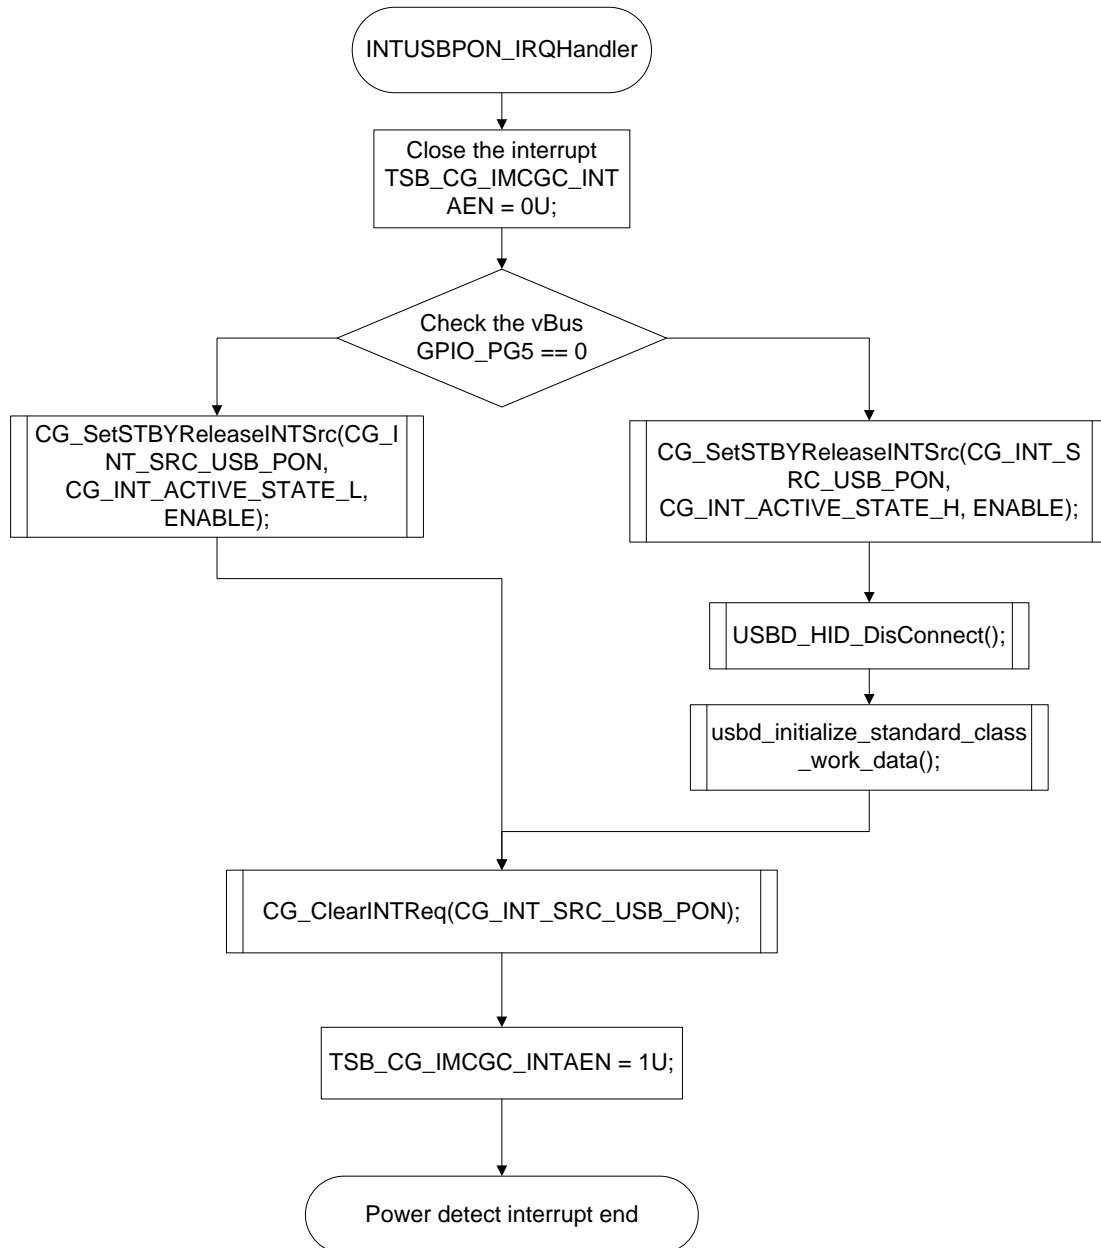 INTUSBPON_IRQHandler
Close the interrupt
TSB_CG_IMCGC_INT
AEN = 0U;
Check the vBus
GPIO_PG5 == 0
CG_SetSTBYReleaseINTSrc(CG_I
NT_SRC_USB_PON,
CG_INT_ACTIVE_STATE_L,
ENABLE);
CG_SetSTBYReleaseINTSrc(CG_INT_S
RC_USB_PON,
CG_INT_ACTIVE_STATE_H, ENABLE);
USBD_HID_DisConnect();
usbd_initialize_standard_class
_work_data();
CG_ClearINTReq(CG_INT_SRC_USB_PON);
TSB_CG_IMCGC_INTAEN = 1U;
Power detect interrupt end